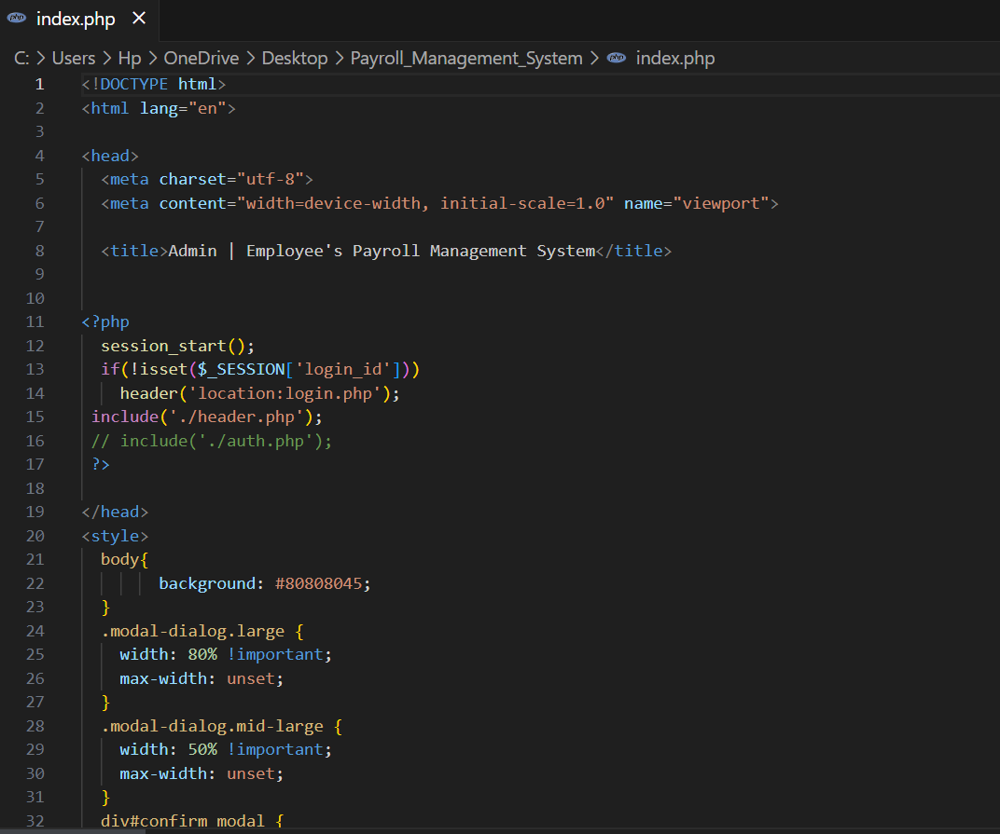 php index.php ×
C: > Users > Hp > OneDrive > Desktop > Payroll_Management_System > php index.php
1 <!DOCTYPE html>
2 <html lang="en">
3
4 <head>
5   <meta charset="utf-8">
6   <meta content="width=device-width, initial-scale=1.0" name="viewport">
7
8   <title>Admin | Employee's Payroll Management System</title>
9
10
11 <?php
12   session_start();
13   if(!isset($_SESSION['login_id']))
14     header('location:login.php');
15  include('./header.php');
16  // include('./auth.php');
17  ?>
18
19 </head>
20 <style>
21   body{
22         background: #80808045;
23   }
24   .modal-dialog.large {
25     width: 80% !important;
26     max-width: unset;
27   }
28   .modal-dialog.mid-large {
29     width: 50% !important;
30     max-width: unset;
31   }
32   div#confirm_modal {